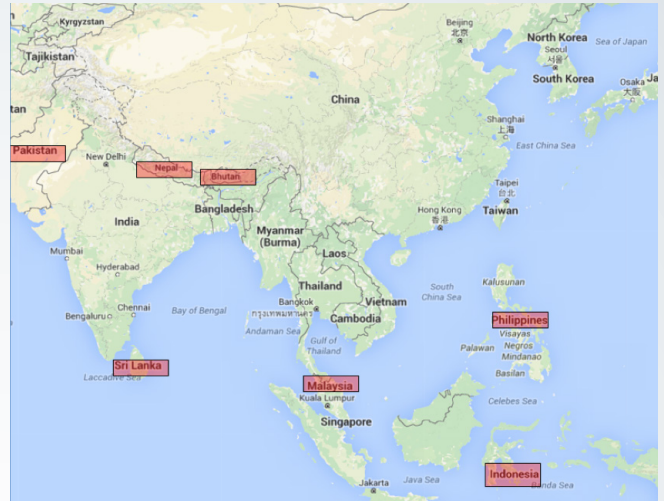 Kyrgyzstan
Beijing
北京
North Korea
Sea of Japan
Seoul
서울
Tajikistan
South Korea
Osaka
大阪
Ja
China
tan
Shanghai
上海
East China Sea
Pakistan
New Delhi
Nepal
Bhutan
Taipei
台北
Taiwan
Bangladesh
Hong Kong
香港
India
Myanmar
(Burma)
Mumbai
Laos
Hyderabad
Thailand
South
China Sea
Kalusunan
Bangkok
กรุงเทพมหานคร
Vietnam
Bay of Bengal
Chennai
Bengaluru
Cambodia
Andaman Sea
Philippines
Visayas
Gulf of
Thailand
Negros
Palawan
Mindanao
Sri Lanka
Laccadive Sea
Basilan
Malaysia
Kuala Lumpur
Celebes Sea
Singapore
Indonesia
Jakarta
Java Sea
Banda Sea